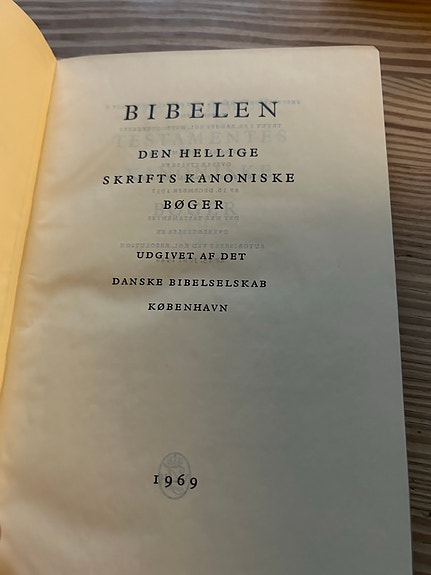 BIBELEN
DEN HELLIGE
SKRIFTS KANONISKE
BØGER
UDGIVET AF DET
DANSKE BIBELSELSKAB
KØBENHAVN
1969